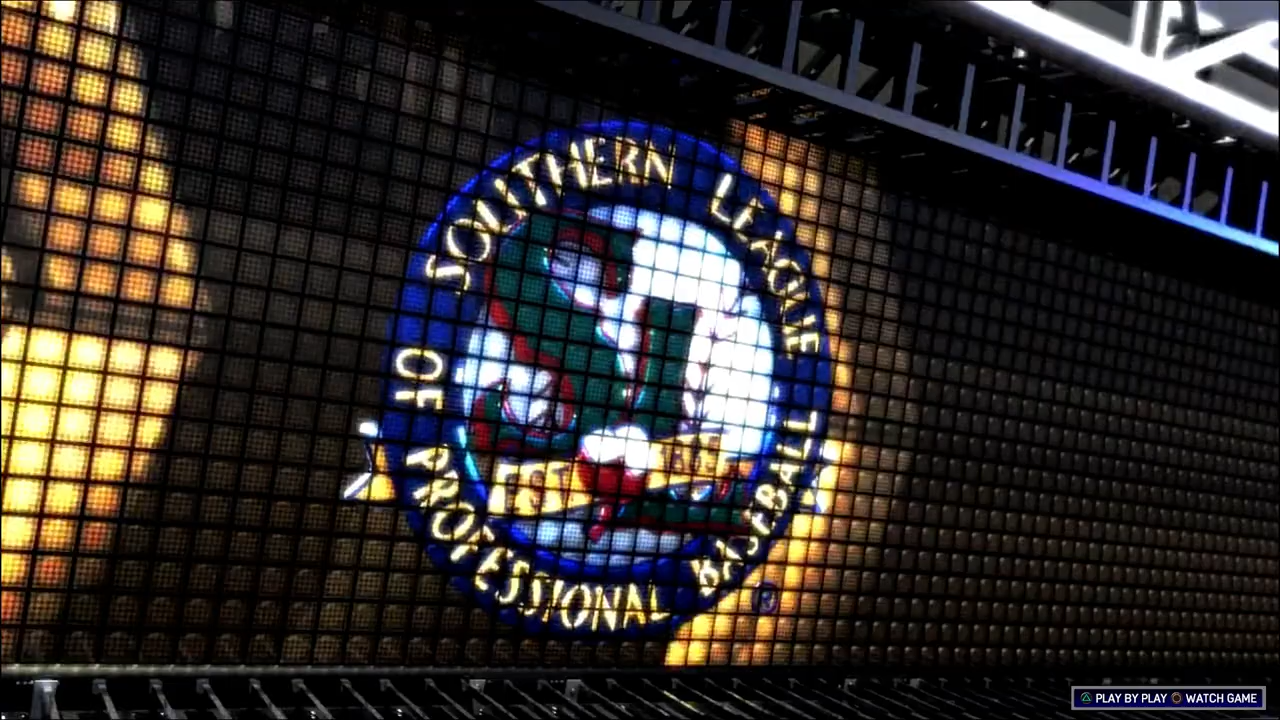 SOUTHERN LEAGUE
OF PROFESSIONAL BASEBALL
EST
®
PLAY BY PLAY WATCH GAME